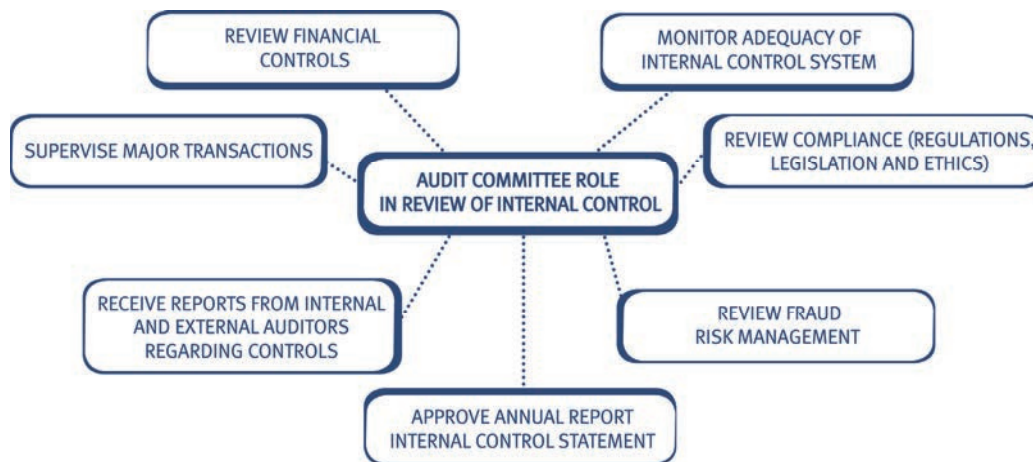 REVIEW FINANCIAL
CONTROLS
MONITOR ADEQUACY OF
INTERNAL CONTROL SYSTEM
SUPERVISE MAJOR TRANSACTIONS
REVIEW COMPLIANCE (REGULATIONS,
LEGISLATION AND ETHICS)
AUDIT COMMITTEE ROLE
IN REVIEW OF INTERNAL CONTROL
RECEIVE REPORTS FROM INTERNAL
AND EXTERNAL AUDITORS
REGARDING CONTROLS
REVIEW FRAUD
RISK MANAGEMENT
APPROVE ANNUAL REPORT
INTERNAL CONTROL STATEMENT